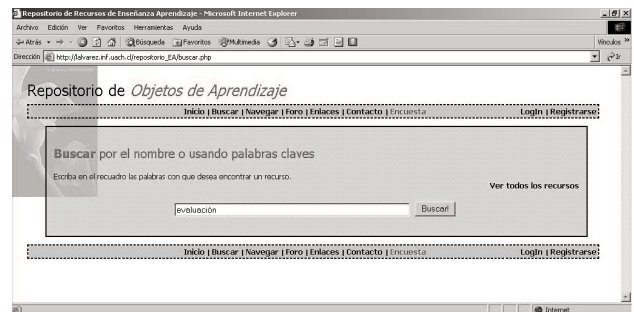 Repositorio de Recursos de Enseñanza Aprendizaje - Microsoft Internet Explorer
Archivo Edición Ver Favoritos Herramientas Ayuda
Atrás Búsqueda Favoritos Multimedia Vínculos »
Dirección http://lalvarez.inf.uach.cl/repositorio_EA/buscar.php Ir
Repositorio de Objetos de Aprendizaje
Inicio | Buscar | Navegar | Foro | Enlaces | Contacto | Encuesta LogIn | Registrarse
Buscar por el nombre o usando palabras claves
Escriba en el recuadro las palabras con que desea encontrar un recurso.
Ver todos los recursos
evaluación Buscar!
Inicio | Buscar | Navegar | Foro | Enlaces | Contacto | Encuesta LogIn | Registrarse
Internet